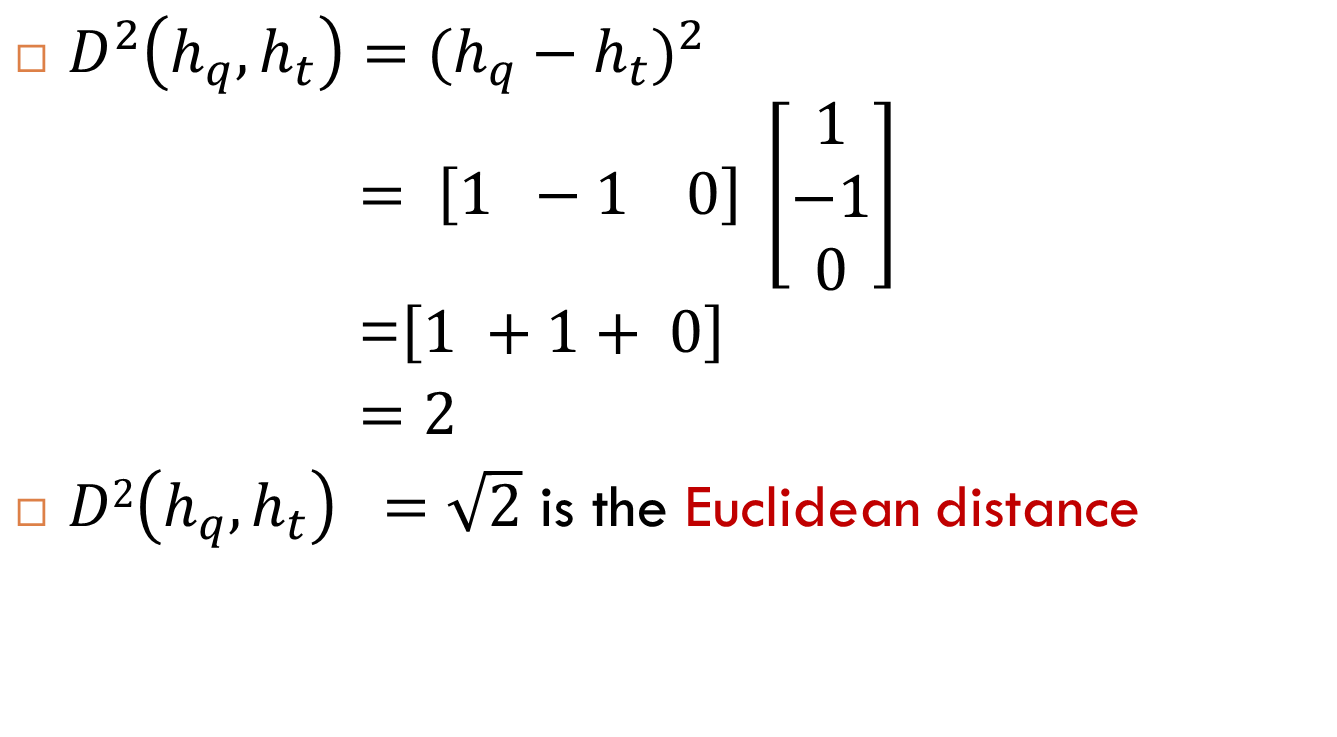 □ D²(h_q, h_t) = (h_q − h_t)²
= [1 −1 0] [1 −1 0]
=[1 + 1 + 0]
= 2
□ D²(h_q, h_t) = √2 is the Euclidean distance